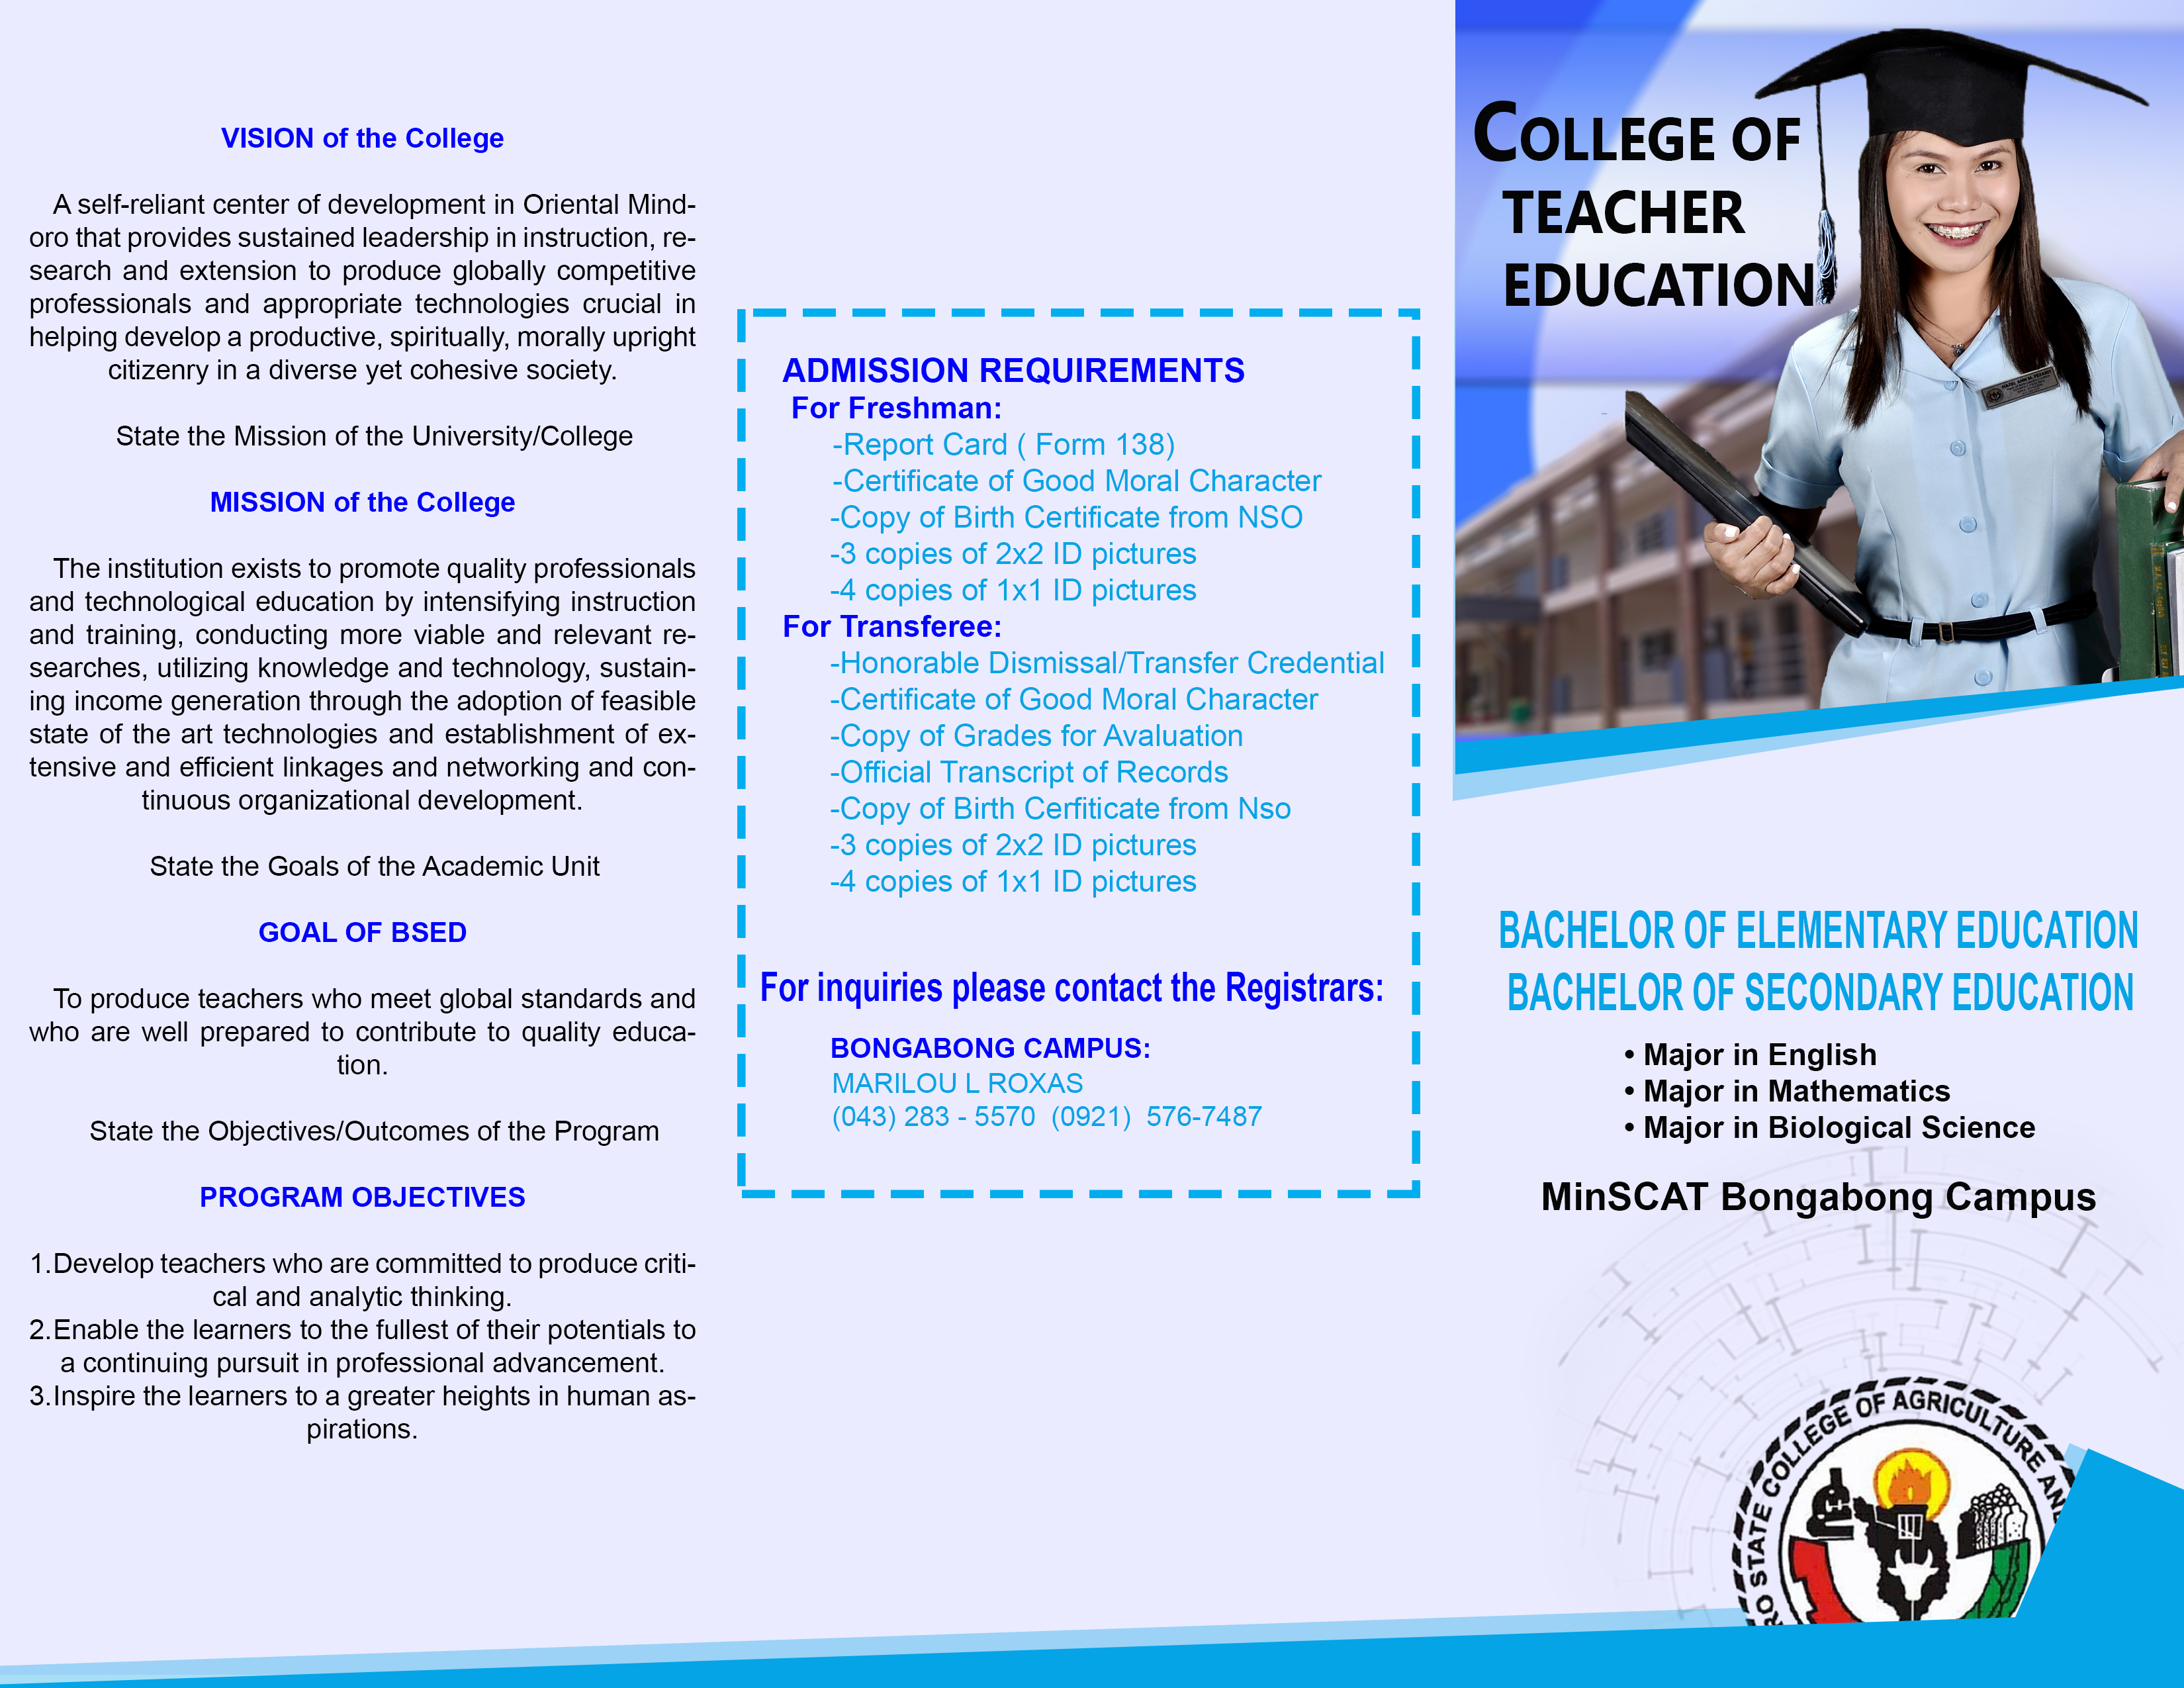 VISION of the College
A self-reliant center of development in Oriental Mind-
oro that provides sustained leadership in instruction, re-
search and extension to produce globally competitive
professionals and appropriate technologies crucial in
helping develop a productive, spiritually, morally upright
citizenry in a diverse yet cohesive society.
State the Mission of the University/College
MISSION of the College
The institution exists to promote quality professionals
and technological education by intensifying instruction
and training, conducting more viable and relevant re-
searches, utilizing knowledge and technology, sustain-
ing income generation through the adoption of feasible
state of the art technologies and establishment of ex-
tensive and efficient linkages and networking and con-
tinuous organizational development.
State the Goals of the Academic Unit
GOAL OF BSED
To produce teachers who meet global standards and
who are well prepared to contribute to quality educa-
tion.
State the Objectives/Outcomes of the Program
PROGRAM OBJECTIVES
1.Develop teachers who are committed to produce criti-
cal and analytic thinking.
2.Enable the learners to the fullest of their potentials to
a continuing pursuit in professional advancement.
3.Inspire the learners to a greater heights in human as-
pirations.
ADMISSION REQUIREMENTS
For Freshman:
-Report Card ( Form 138)
-Certificate of Good Moral Character
-Copy of Birth Certificate from NSO
-3 copies of 2x2 ID pictures
-4 copies of 1x1 ID pictures
For Transferee:
-Honorable Dismissal/Transfer Credential
-Certificate of Good Moral Character
-Copy of Grades for Avaluation
-Official Transcript of Records
-Copy of Birth Cerfiticate from Nso
-3 copies of 2x2 ID pictures
-4 copies of 1x1 ID pictures
For inquiries please contact the Registrars:
BONGABONG CAMPUS:
MARILOU L ROXAS
(043) 283 - 5570 (0921) 576-7487
COLLEGE OF
TEACHER
EDUCATION
BACHELOR OF ELEMENTARY EDUCATION
BACHELOR OF SECONDARY EDUCATION
• Major in English
• Major in Mathematics
• Major in Biological Science
MinSCAT Bongabong Campus
RO STATE COLLEGE OF AGRICULTURE AN